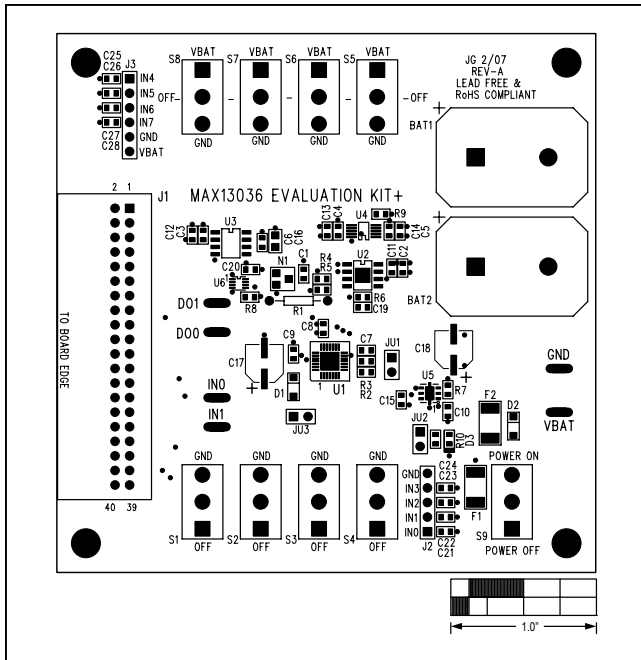 C25
C26
J3
IN4
IN5
IN6
IN7
GND
VBAT
C27
C28
S8
VBAT
S7
VBAT
S6
VBAT
S5
VBAT
OFF
OFF
GND
GND
GND
GND
JG 2/07
REV-A
LEAD FREE &
RoHS COMPLIANT
+
BAT1
+
BAT2
2 1
J1
MAX13036 EVALUATION KIT+
C12
C3
U3
C6
C16
C13
C4
U4
R9
C14
C5
C20
U6
N1
C1
R4
R5
U2
C11
C2
R8
R1
R6
C19
TO BOARD EDGE
DO1
DO0
IN0
IN1
C17
+
C9
C8
D1
1
U1
C7
R3
R2
JU1
JU3
C18
+
U5
R7
C15
C10
JU2
R10
D3
F2
D2
GND
VBAT
40 39
GND
GND
GND
GND
S1
OFF
S2
OFF
S3
OFF
S4
OFF
GND
IN3
IN2
IN1
IN0
J2
C24
C23
C22
C21
F1
POWER ON
S9
POWER OFF
1.0"